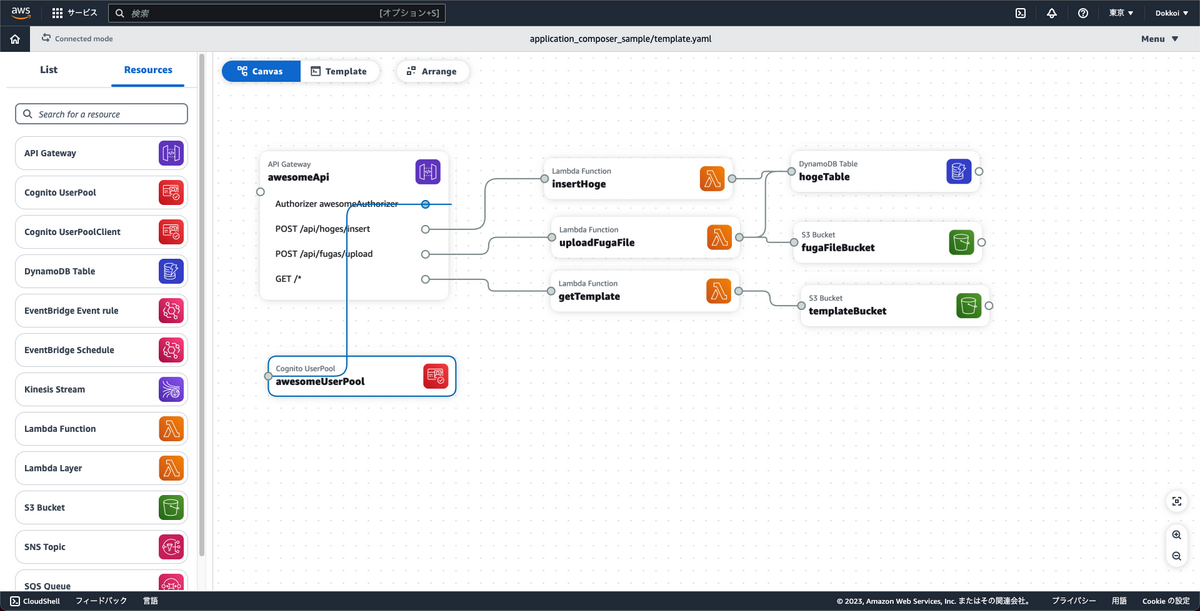 aws
サービス
検索
[オプション+S]
東京 ▼
Dokkoi ▼
Connected mode
application_composer_sample/template.yaml
Menu ▼
List
Resources
Canvas
Template
Arrange
Search for a resource
API Gateway
Cognito UserPool
Cognito UserPoolClient
DynamoDB Table
EventBridge Event rule
EventBridge Schedule
Kinesis Stream
Lambda Function
Lambda Layer
S3 Bucket
SNS Topic
SQS Queue
API Gateway
awesomeApi
Authorizer awesomeAuthorizer
POST /api/hoges/insert
POST /api/fugas/upload
GET /*
Cognito UserPool
awesomeUserPool
Lambda Function
insertHoge
Lambda Function
uploadFugaFile
Lambda Function
getTemplate
DynamoDB Table
hogeTable
S3 Bucket
fugaFileBucket
S3 Bucket
templateBucket
CloudShell
フィードバック
言語
© 2023, Amazon Web Services, Inc. またはその関連会社。
プライバシー
用語
Cookie の設定